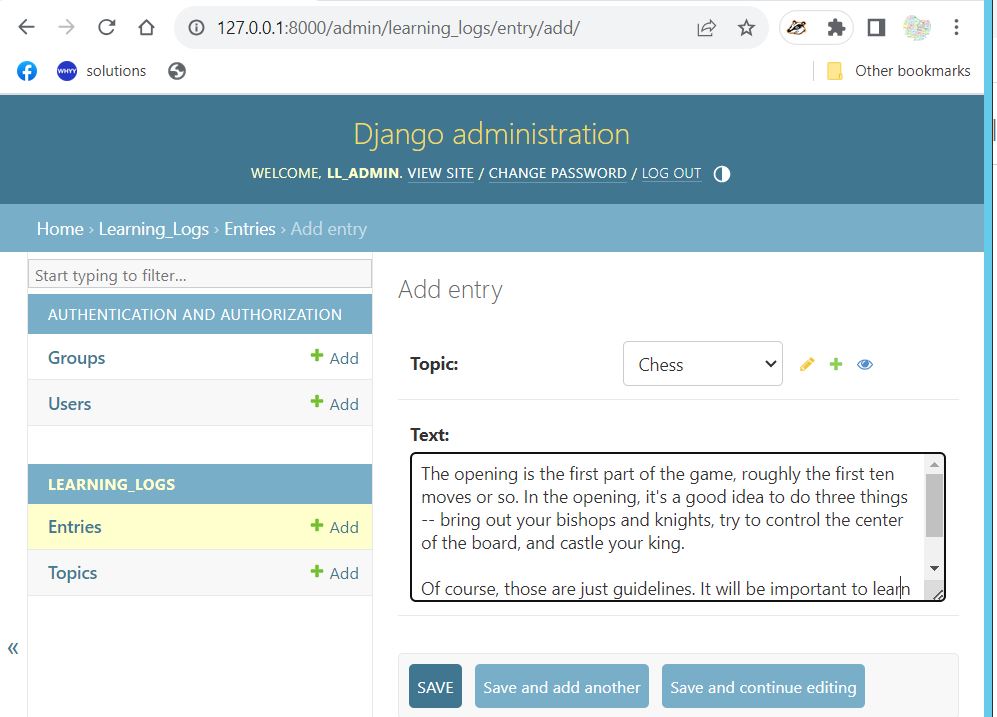 127.0.0.1:8000/admin/learning_logs/entry/add/
WHYY solutions Other bookmarks
Django administration
WELCOME, LL_ADMIN. VIEW SITE / CHANGE PASSWORD / LOG OUT
Home › Learning_Logs › Entries › Add entry
Start typing to filter...
AUTHENTICATION AND AUTHORIZATION
Groups + Add
Users + Add
LEARNING_LOGS
Entries + Add
Topics + Add
«
Add entry
Topic: Chess
Text:
The opening is the first part of the game, roughly the first ten
moves or so. In the opening, it's a good idea to do three things
-- bring out your bishops and knights, try to control the center
of the board, and castle your king.
Of course, those are just guidelines. It will be important to learn
SAVE Save and add another Save and continue editing